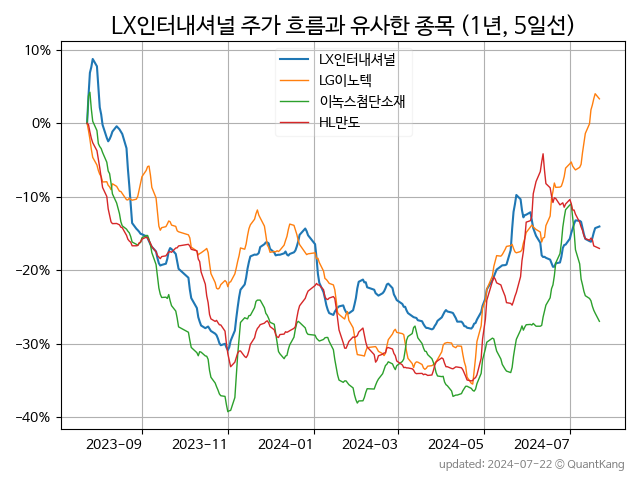 LX인터내셔널 주가 흐름과 유사한 종목 (1년, 5일선)
LX인터내셔널
LG이노텍
이녹스첨단소재
HL만도
10%
0%
−10%
−20%
−30%
−40%
2023-09 2023-11 2024-01 2024-03 2024-05 2024-07
updated: 2024-07-22 © QuantKang